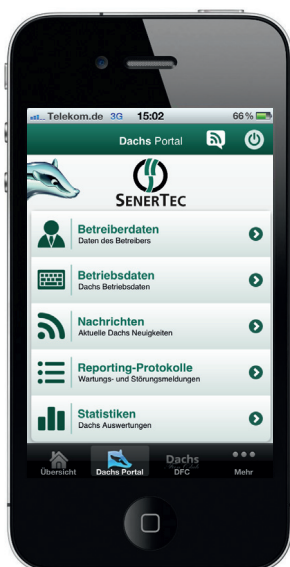 Telekom.de 3G 15:02 66 %
Dachs Portal
SENERTEC
Betreiberdaten
Daten des Betreibers
Betriebsdaten
Dachs Betriebsdaten
Nachrichten
Aktuelle Dachs Neuigkeiten
Reporting-Protokolle
Wartungs- und Störungsmeldungen
Statistiken
Dachs Auswertungen
Dachs
Übersicht Dachs Portal DFC Mehr